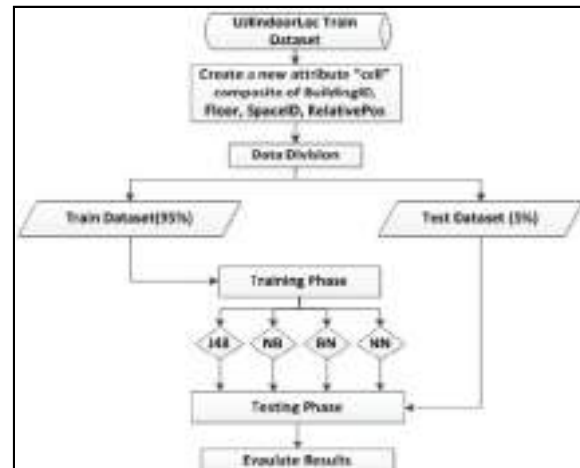 UJIIndoorLoc Train
Dataset
Create a new attribute "cell"
composite of BuildingID,
Floor, SpaceID, RelativePos
Data Division
Train Dataset(95%)
Test Dataset (5%)
Training Phase
J48
NB
BN
NN
Testing Phase
Evaulate Results